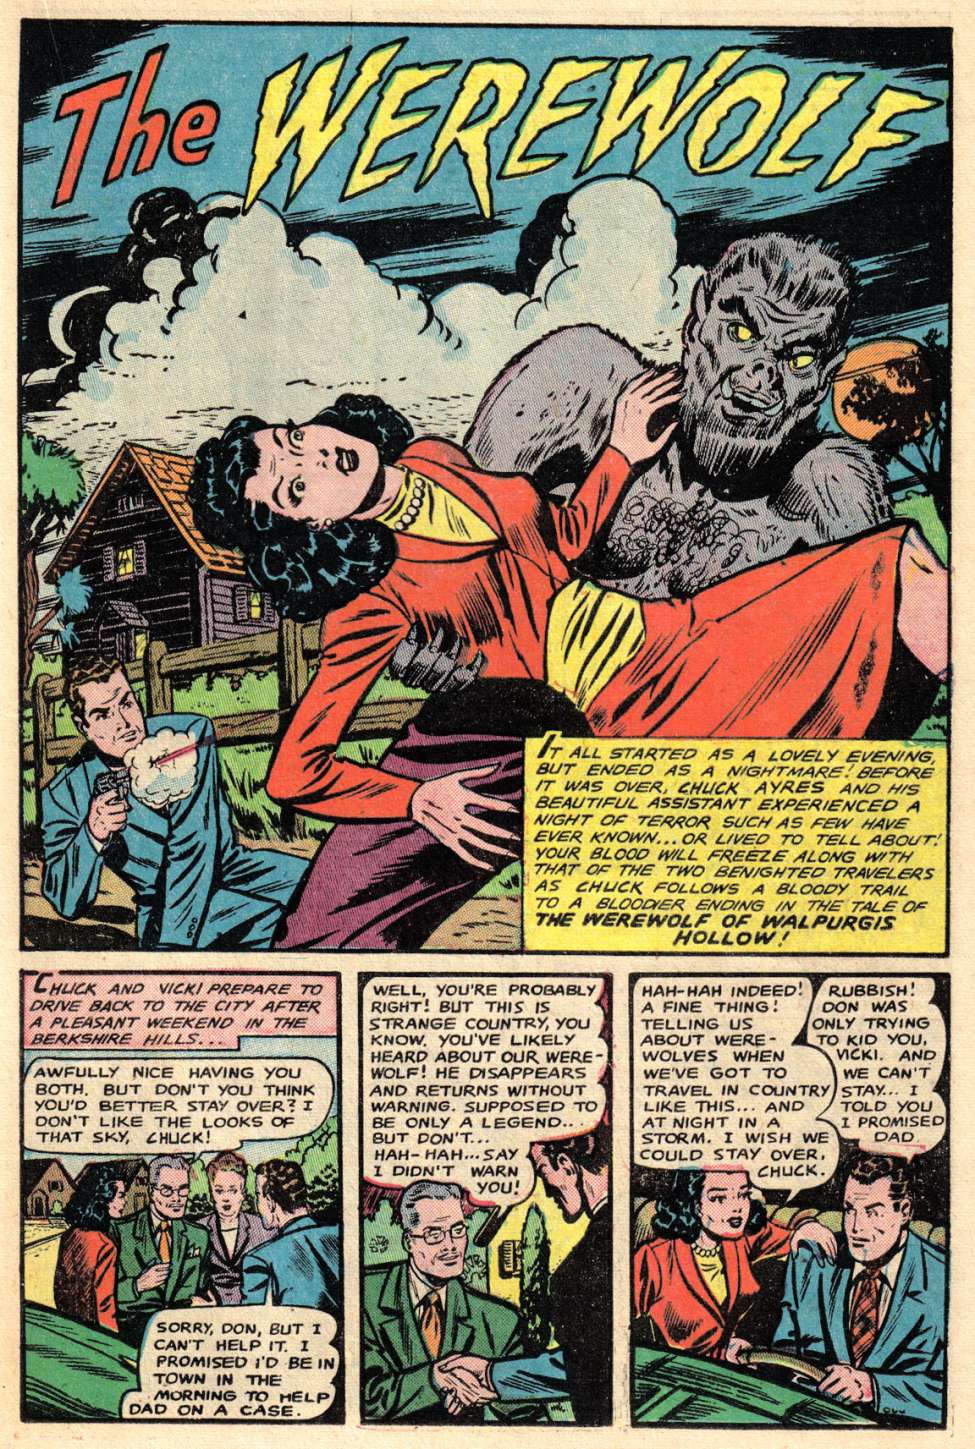 The WEREWOLF
IT ALL STARTED AS A LOVELY EVENING,
BUT ENDED AS A NIGHTMARE! BEFORE
IT WAS OVER, CHUCK AYRES AND HIS
BEAUTIFUL ASSISTANT EXPERIENCED A
NIGHT OF TERROR SUCH AS FEW HAVE
EVER KNOWN... OR LIVED TO TELL ABOUT!
YOUR BLOOD WILL FREEZE ALONG WITH
THAT OF THE TWO BENIGHTED TRAVELERS
AS CHUCK FOLLOWS A BLOODY TRAIL
TO A BLOODIER ENDING IN THE TALE OF
THE WEREWOLF OF WALPURGIS
HOLLOW!
CHUCK AND VICKI PREPARE TO
DRIVE BACK TO THE CITY AFTER
A PLEASANT WEEKEND IN THE
BERKSHIRE HILLS...
AWFULLY NICE HAVING YOU
BOTH. BUT DON'T YOU THINK
YOU'D BETTER STAY OVER? I
DON'T LIKE THE LOOKS OF
THAT SKY, CHUCK!
SORRY, DON, BUT I
CAN'T HELP IT. I
PROMISED I'D BE IN
TOWN IN THE
MORNING TO HELP
DAD ON A CASE.
WELL, YOU'RE PROBABLY
RIGHT! BUT THIS IS
STRANGE COUNTRY, YOU
KNOW. YOU'VE LIKELY
HEARD ABOUT OUR WERE-
WOLF! HE DISAPPEARS
AND RETURNS WITHOUT
WARNING. SUPPOSED TO
BE ONLY A LEGEND...
BUT DON'T...
HAH-HAH...SAY
I DIDN'T WARN
YOU!
HAH-HAH INDEED!
A FINE THING!
TELLING US
ABOUT WERE-
WOLVES WHEN
WE'VE GOT TO
TRAVEL IN COUNTRY
LIKE THIS... AND
AT NIGHT IN A
STORM. I WISH WE
COULD STAY OVER,
CHUCK.
RUBBISH!
DON WAS
ONLY TRYING
TO KID YOU,
VICKI. AND
WE CAN'T
STAY... I
TOLD YOU
I PROMISED
DAD.